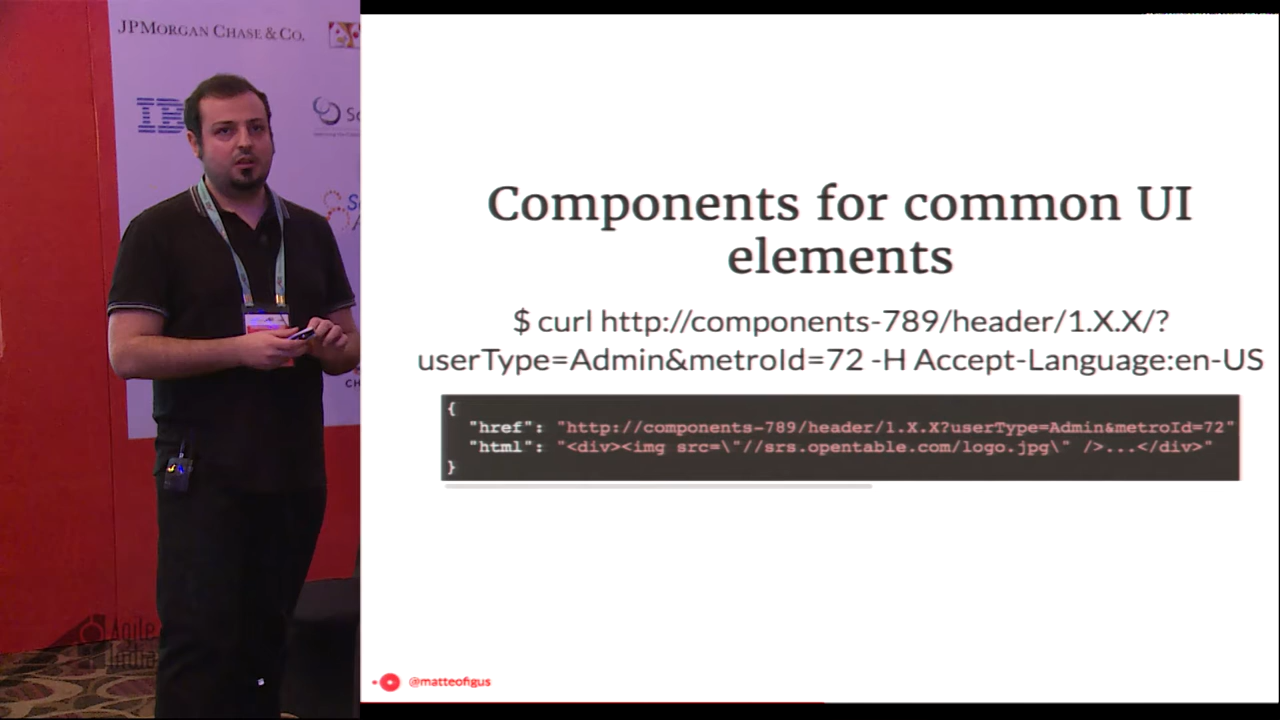 JPMORGAN CHASE & CO.
IBM
Components for common UI
elements
$ curl http://components-789/header/1.X.X/?
userType=Admin&metroId=72 -H Accept-Language:en-US
{
"href": "http://components-789/header/1.X.X?userType=Admin&metroId=72"
"html": "<div><img src=\"//srs.opentable.com/logo.jpg\" />...</div>"
}
@matteofigus
Agile
India